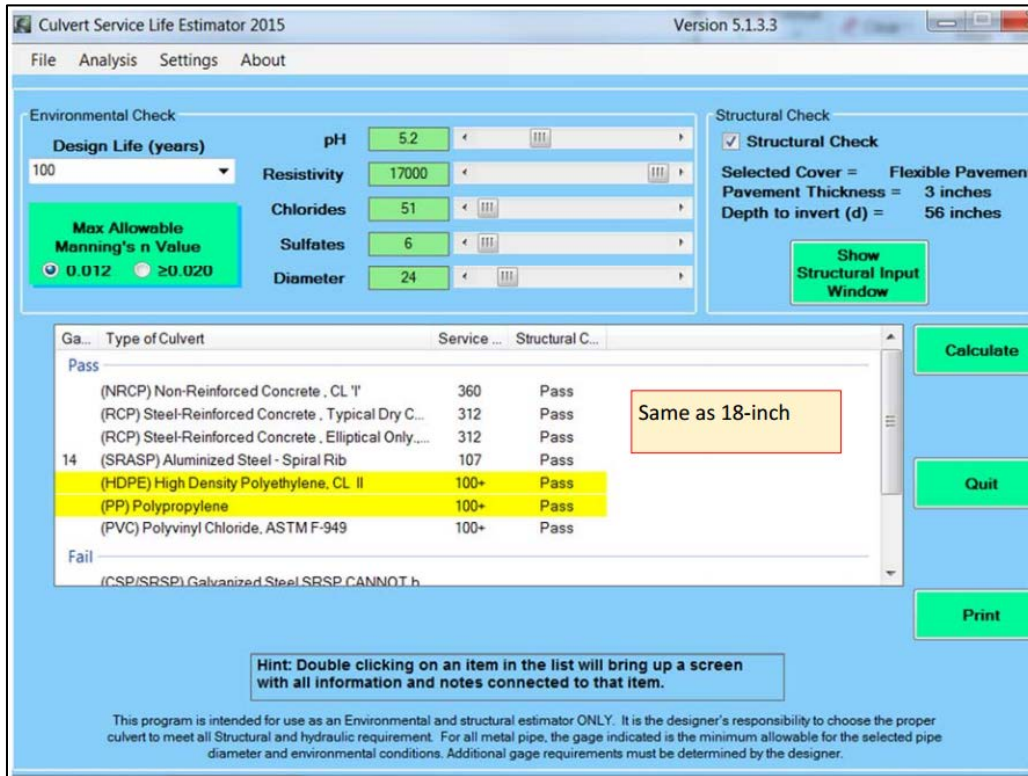 Culvert Service Life Estimator 2015
Version 5.1.3.3
File Analysis Settings About
Environmental Check
Design Life (years)
100
Max Allowable
Manning's n Value
0.012 ≥0.020
pH 5.2
Resistivity 17000
Chlorides 51
Sulfates 6
Diameter 24
Structural Check
Structural Check
Selected Cover = Flexible Pavemen
Pavement Thickness = 3 inches
Depth to invert (d) = 56 inches
Show
Structural Input
Window
Ga... Type of Culvert Service ... Structural C...
Pass
(NRCP) Non-Reinforced Concrete , CL 'I' 360 Pass
(RCP) Steel-Reinforced Concrete , Typical Dry C... 312 Pass
(RCP) Steel-Reinforced Concrete , Elliptical Only.,... 312 Pass
14 (SRASP) Aluminized Steel - Spiral Rib 107 Pass
(HDPE) High Density Polyethylene, CL II 100+ Pass
(PP) Polypropylene 100+ Pass
(PVC) Polyvinyl Chloride, ASTM F-949 100+ Pass
Fail
(CSP/SRSP) Galvanized Steel SRSP CANNOT b
Same as 18-inch
Calculate
Quit
Print
Hint: Double clicking on an item in the list will bring up a screen
with all information and notes connected to that item.
This program is intended for use as an Environmental and structural estimator ONLY. It is the designer's responsibility to choose the proper
culvert to meet all Structural and hydraulic requirement. For all metal pipe, the gage indicated is the minimum allowable for the selected pipe
diameter and environmental conditions. Additional gage requirements must be determined by the designer.